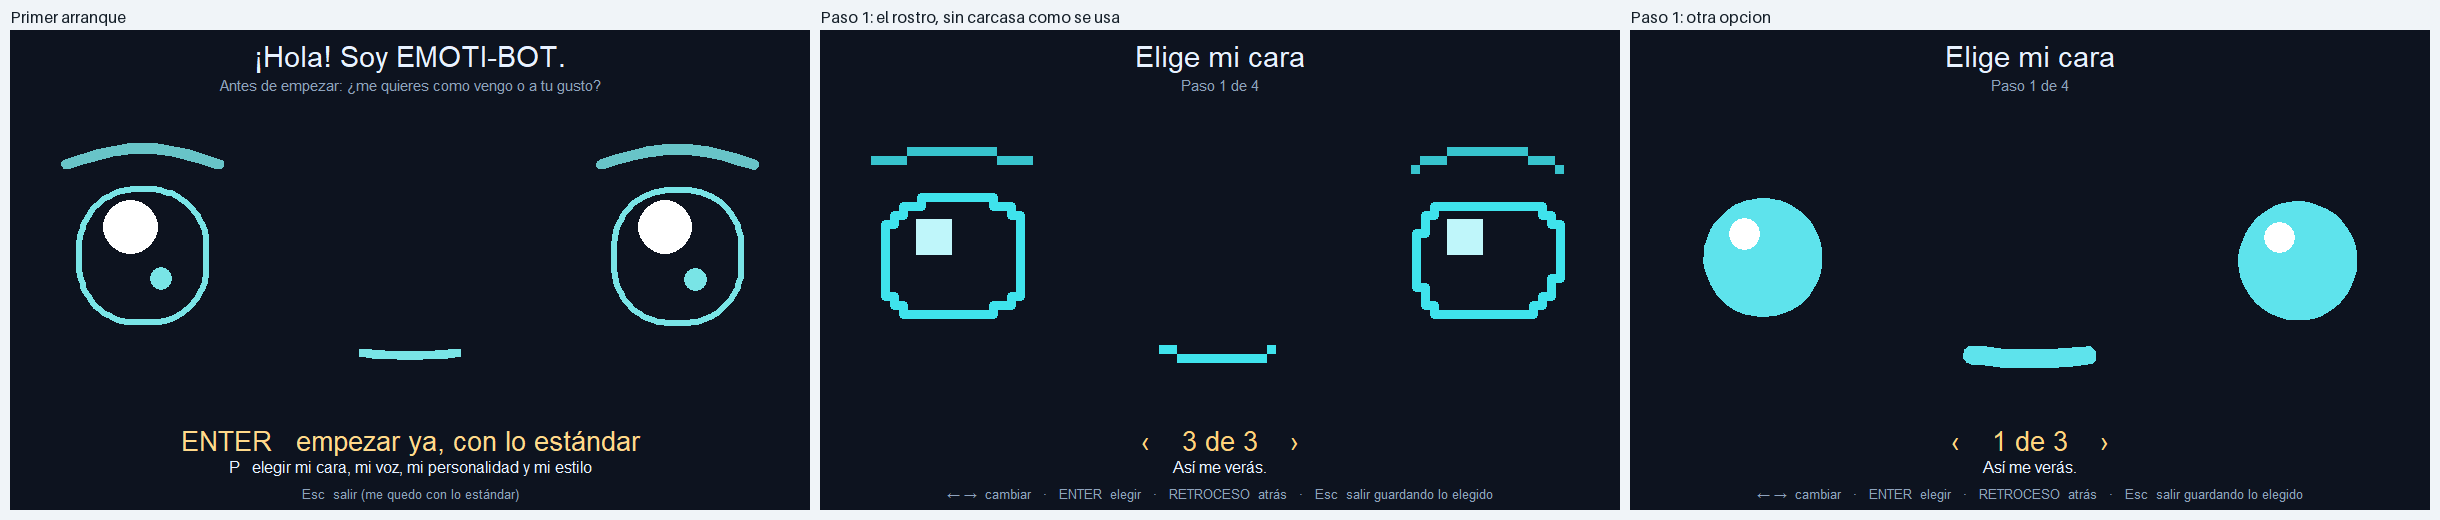 Primer arranque
¡Hola! Soy EMOTI-BOT.
Antes de empezar: ¿me quieres como vengo o a tu gusto?
ENTER empezar ya, con lo estándar
P elegir mi cara, mi voz, mi personalidad y mi estilo
Esc salir (me quedo con lo estándar)
Paso 1: el rostro, sin carcasa como se usa
Elige mi cara
Paso 1 de 4
‹ 3 de 3 ›
Así me verás.
←→ cambiar · ENTER elegir · RETROCESO atrás · Esc salir guardando lo elegido
Paso 1: otra opcion
Elige mi cara
Paso 1 de 4
‹ 1 de 3 ›
Así me verás.
←→ cambiar · ENTER elegir · RETROCESO atrás · Esc salir guardando lo elegido